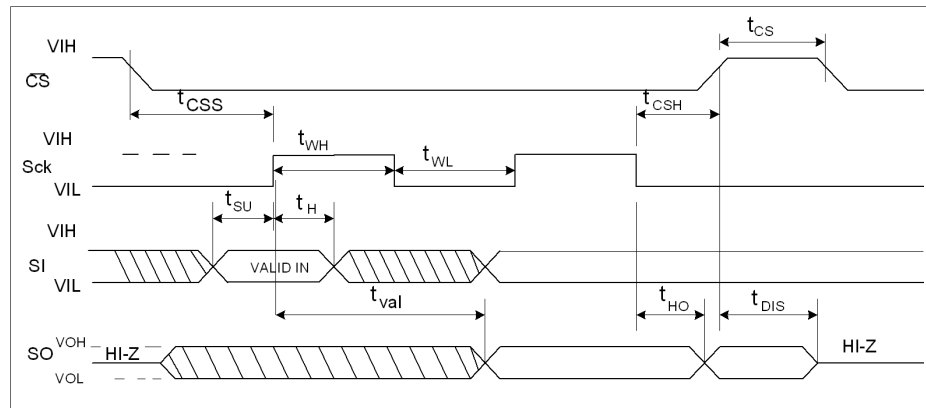 VIH
CS
tCS
tCSS
tCSH
VIH
Sck
VIL
tWH
tWL
tSU
tH
VIH
SI
VIL
VALID IN
tval
tHO
tDIS
SO
VOH
HI-Z
VOL
HI-Z